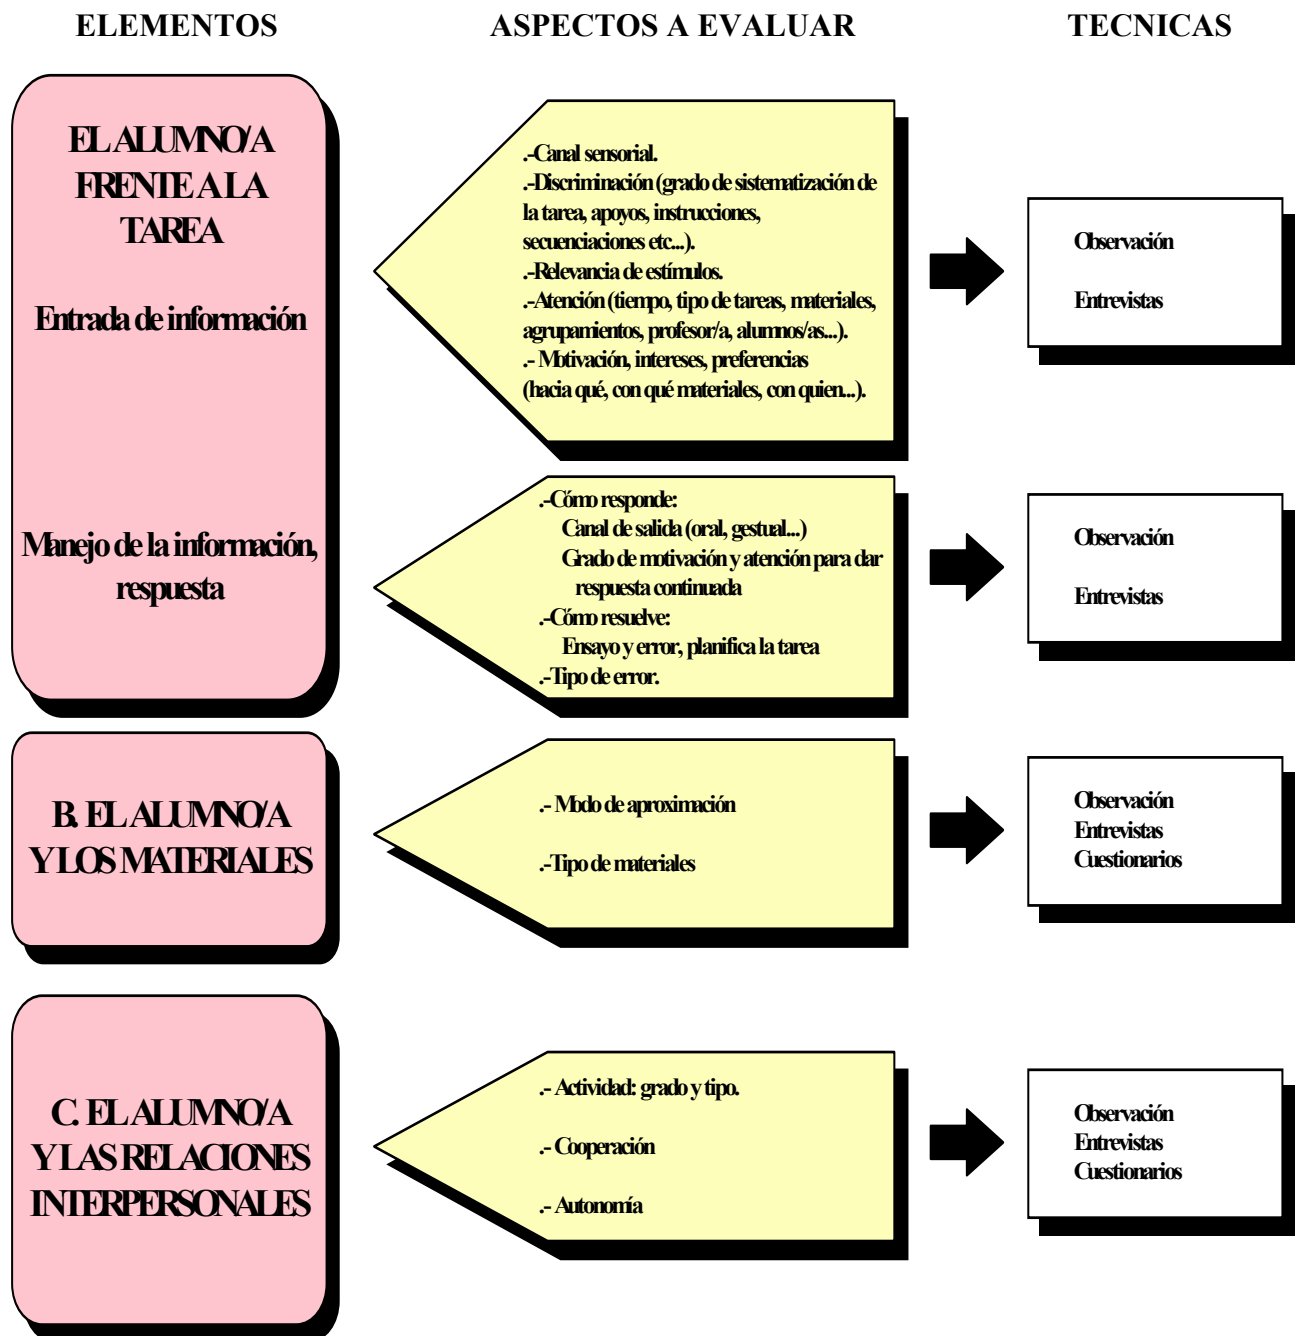 ELEMENTOS
ASPECTOS A EVALUAR
TECNICAS
EL ALUMNO/A
FRENTE A LA
TAREA
Entrada de información
.-Canal sensorial.
.-Discriminación (grado de sistematización de
la tarea, apoyos, instrucciones,
secuenciaciones etc...).
.-Relevancia de estímulos.
.-Atención (tiempo, tipo de tareas, materiales,
agrupamientos, profesor/a, alumnos/as...).
.- Motivación, intereses, preferencias
(hacia qué, con qué materiales, con quien...).
Observación
Entrevistas
Manejo de la información,
respuesta
.-Cómo responde:
Canal de salida (oral, gestual...)
Grado de motivación y atención para dar
respuesta continuada
.-Cómo resuelve:
Ensayo y error, planifica la tarea
.-Tipo de error.
Observación
Entrevistas
B. EL ALUMNO/A
Y LOS MATERIALES
.- Modo de aproximación
.-Tipo de materiales
Observación
Entrevistas
Cuestionarios
C. EL ALUMNO/A
Y LAS RELACIONES
INTERPERSONALES
.- Actividad: grado y tipo.
.- Cooperación
.- Autonomía
Observación
Entrevistas
Cuestionarios